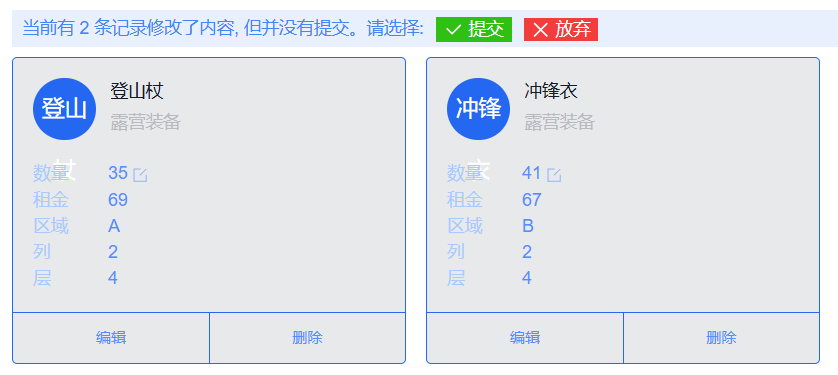 当前有 2 条记录修改了内容, 但并没有提交。请选择: 提交 放弃
登山杖
登山
杖
露营装备
数量 35
租金 69
区域 A
列 2
层 4
编辑 删除
冲锋衣
冲锋
衣
露营装备
数量 41
租金 67
区域 B
列 2
层 4
编辑 删除